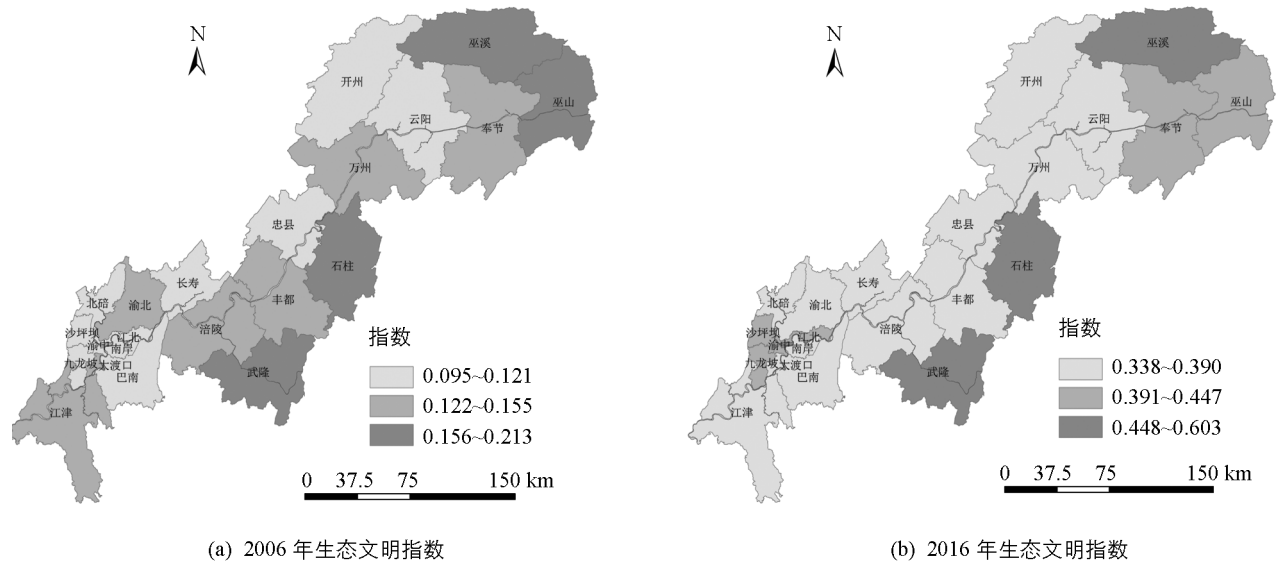 N
巫溪
开州
巫山
云阳
奉节
万州
忠县
石柱
长寿
北碚
渝北
丰都
涪陵
沙坪坝
江北
渝中
南岸
九龙坡
大渡口
巴南
武隆
江津
指数
0.095~0.121
0.122~0.155
0.156~0.213
0 37.5 75 150 km
(a) 2006 年生态文明指数
N
巫溪
开州
巫山
云阳
奉节
万州
忠县
石柱
长寿
北碚
渝北
丰都
涪陵
沙坪坝
江北
渝中
南岸
九龙坡
大渡口
巴南
武隆
江津
指数
0.338~0.390
0.391~0.447
0.448~0.603
0 37.5 75 150 km
(b) 2016 年生态文明指数